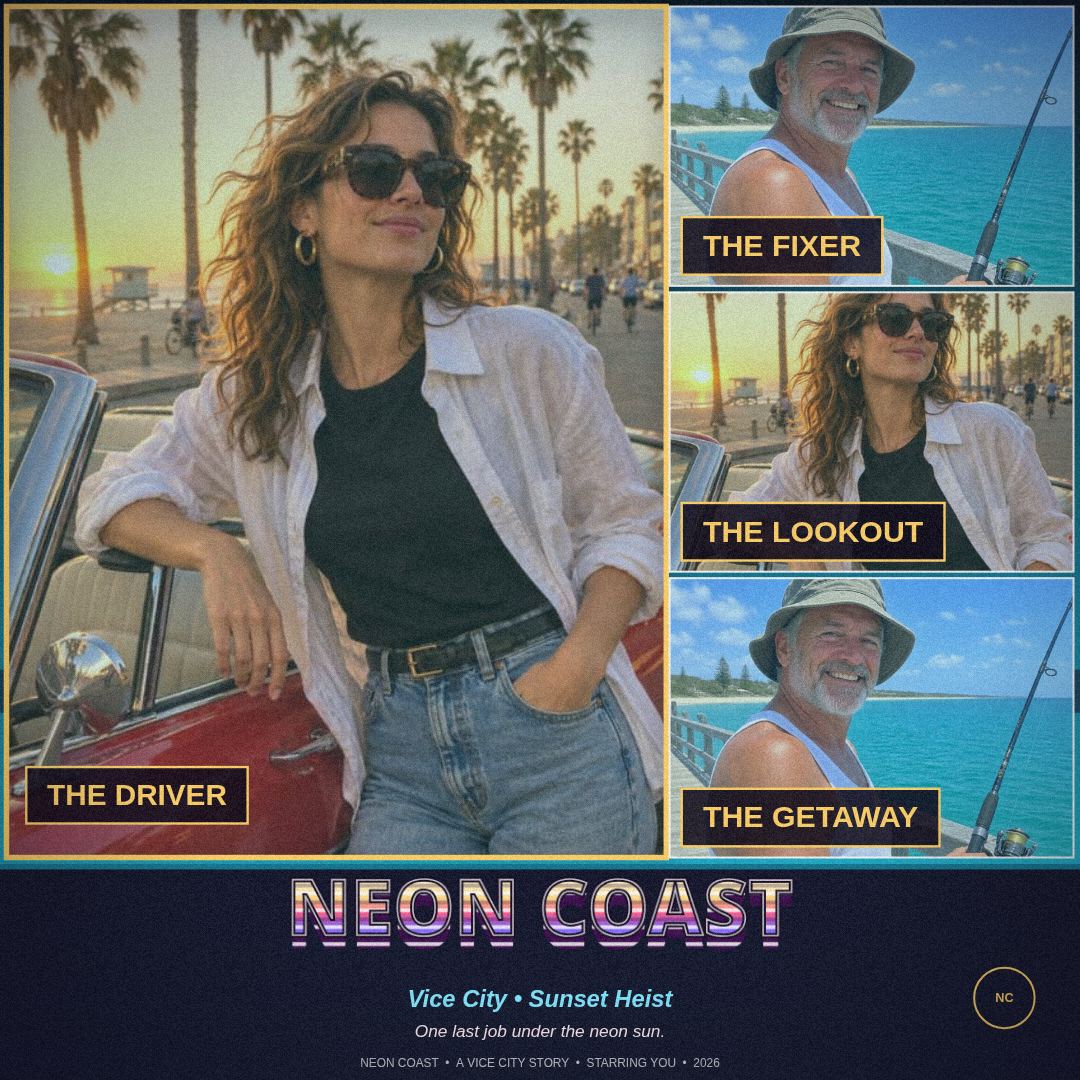 THE DRIVER
THE FIXER
THE LOOKOUT
THE GETAWAY
NEON COAST
Vice City • Sunset Heist
One last job under the neon sun.
NC
NEON COAST • A VICE CITY STORY • STARRING YOU • 2026